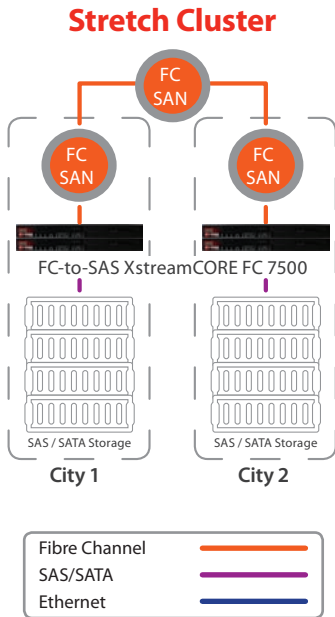 Stretch Cluster
FC
SAN
FC
SAN
FC
SAN
FC-to-SAS XstreamCORE FC 7500
SAS / SATA Storage
SAS / SATA Storage
City 1
City 2
Fibre Channel
SAS/SATA
Ethernet